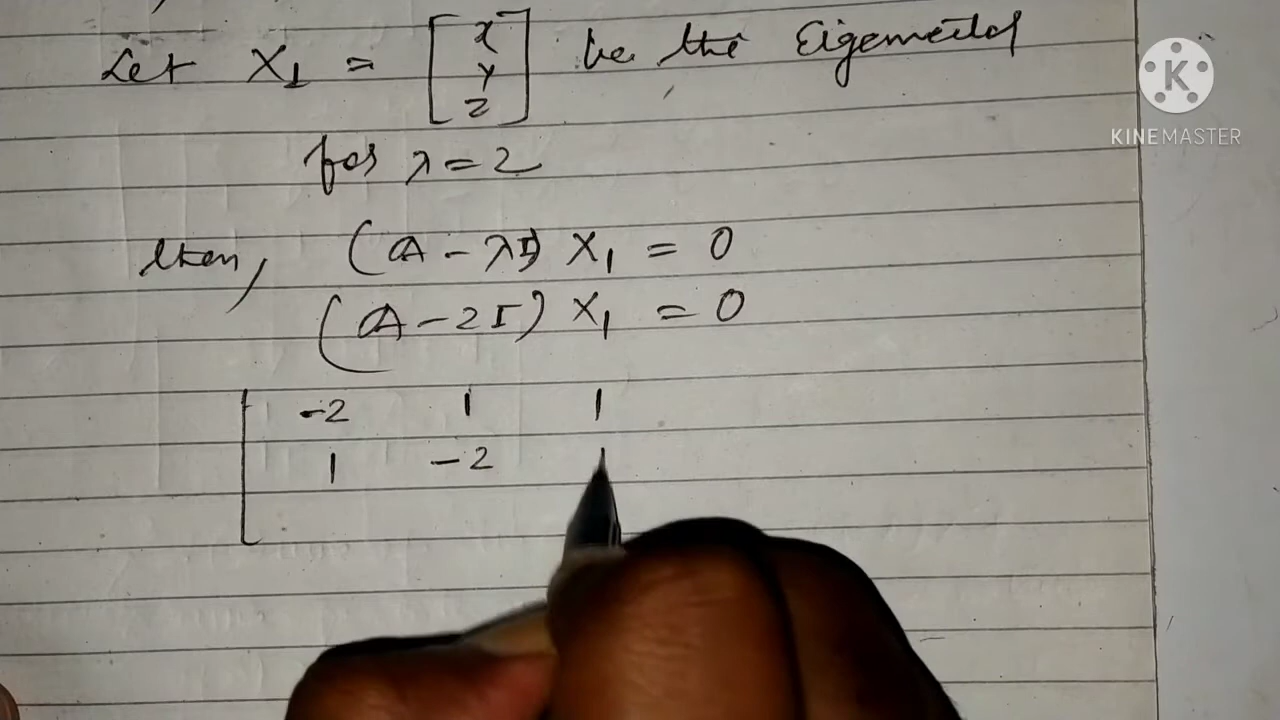 Let X₁ = [x y z] be the Eigenvector
for λ = 2
then, (A - λI) X₁ = 0
(A - 2I) X₁ = 0
-2 1 1
1 -2 1
K
KINEMASTER